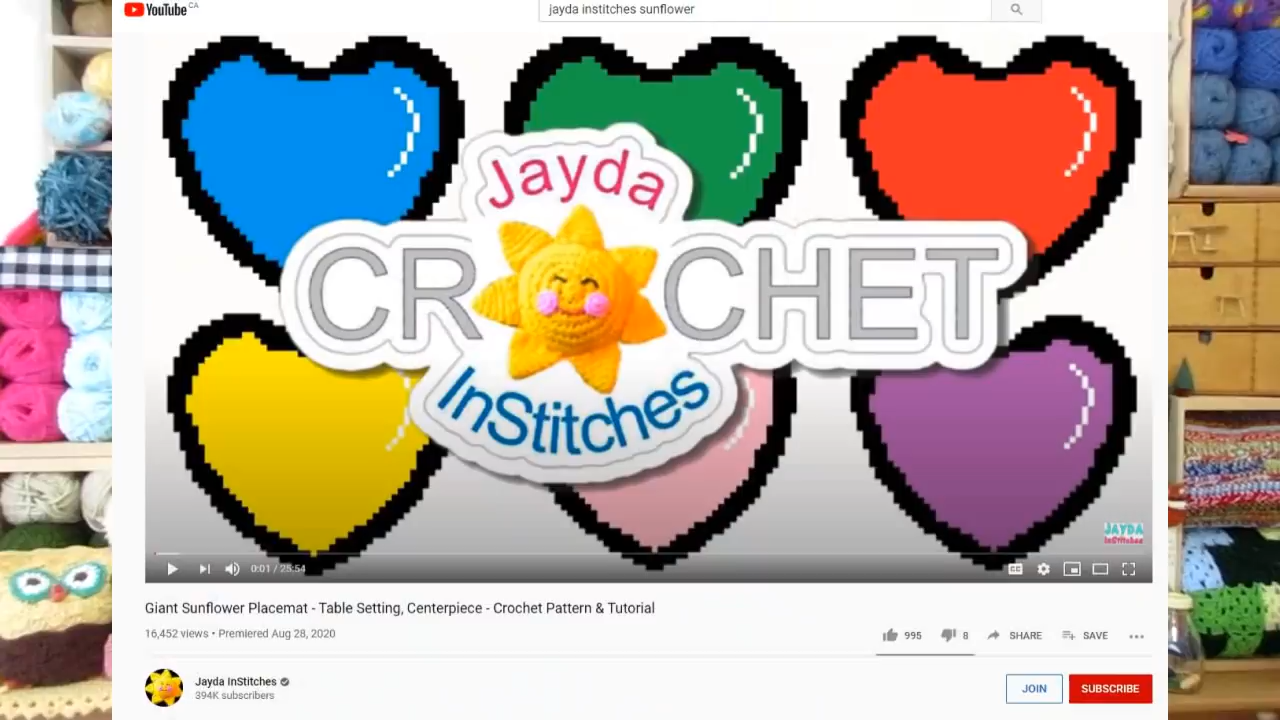 YouTube CA
jayda institches sunflower
Jayda
CROCHET
InStitches
JAYDA
InStitches
0:01 / 25:54
CC
Giant Sunflower Placemat - Table Setting, Centerpiece - Crochet Pattern & Tutorial
16,452 views • Premiered Aug 28, 2020
995
8
SHARE
SAVE
Jayda InStitches
394K subscribers
JOIN
SUBSCRIBE